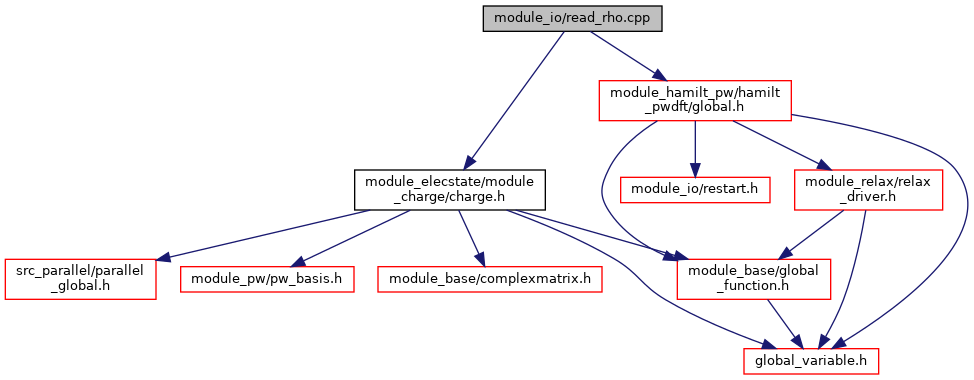 module_io/read_rho.cpp
module_hamilt_pw/hamilt
_pwdft/global.h
module_elecstate/module
_charge/charge.h
module_io/restart.h
module_relax/relax
_driver.h
src_parallel/parallel
_global.h
module_pw/pw_basis.h
module_base/complexmatrix.h
module_base/global
_function.h
global_variable.h